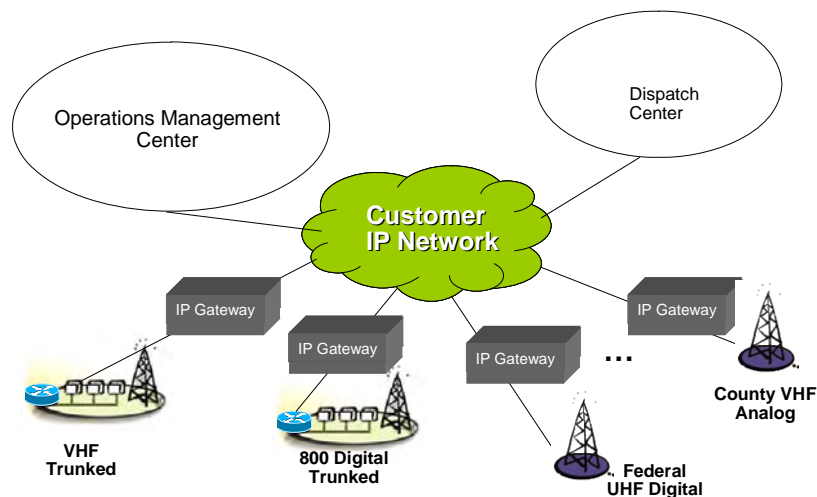 Operations Management
Center
Dispatch
Center
Customer
IP Network
IP Gateway
IP Gateway
IP Gateway
IP Gateway
...
VHF
Trunked
800 Digital
Trunked
Federal
UHF Digital
County VHF
Analog